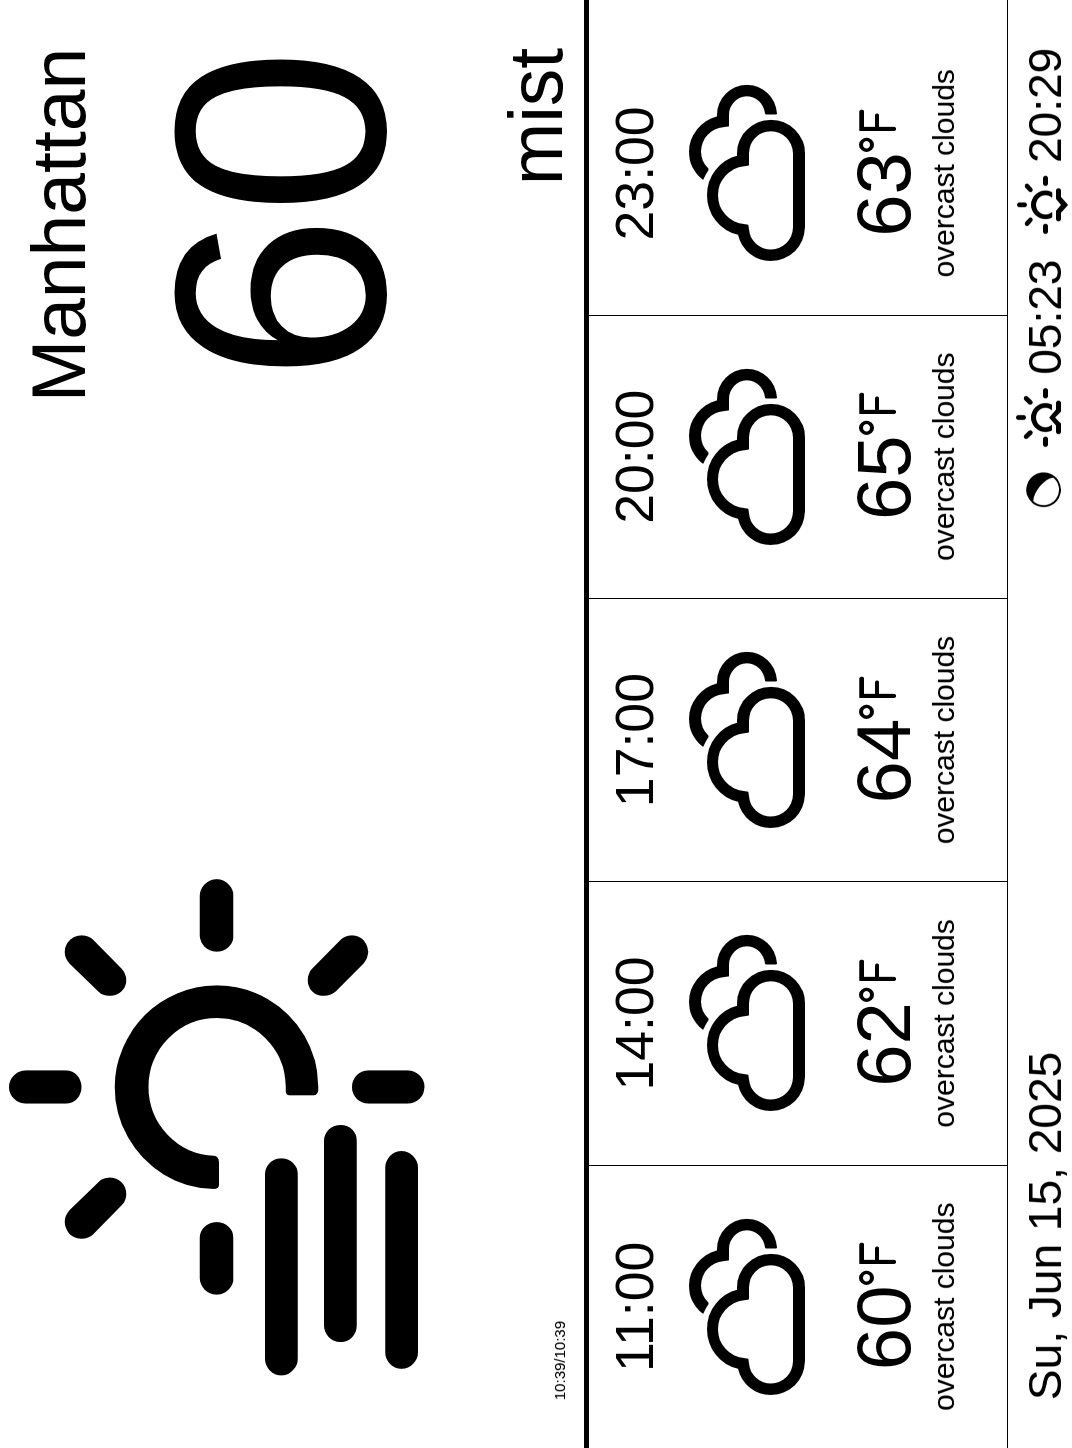 Manhattan
60
mist
10:39/10:39
11:00 14:00 17:00 20:00 23:00
60°F 62°F 64°F 65°F 63°F
overcast clouds overcast clouds overcast clouds overcast clouds overcast clouds
Su, Jun 15, 2025 05:23 20:29